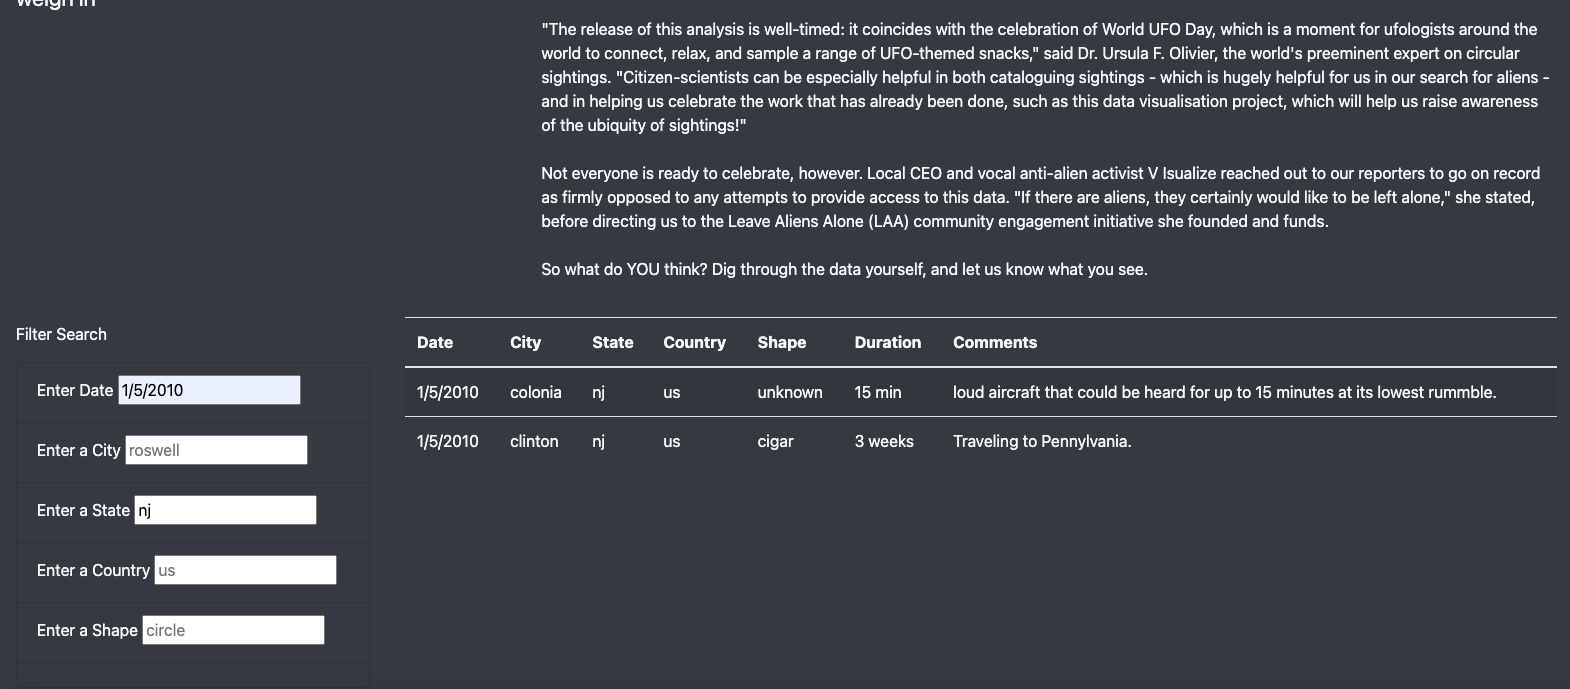 weigh in
"The release of this analysis is well-timed: it coincides with the celebration of World UFO Day, which is a moment for ufologists around the
world to connect, relax, and sample a range of UFO-themed snacks," said Dr. Ursula F. Olivier, the world's preeminent expert on circular
sightings. "Citizen-scientists can be especially helpful in both cataloguing sightings - which is hugely helpful for us in our search for aliens -
and in helping us celebrate the work that has already been done, such as this data visualisation project, which will help us raise awareness
of the ubiquity of sightings!"
Not everyone is ready to celebrate, however. Local CEO and vocal anti-alien activist V Isualize reached out to our reporters to go on record
as firmly opposed to any attempts to provide access to this data. "If there are aliens, they certainly would like to be left alone," she stated,
before directing us to the Leave Aliens Alone (LAA) community engagement initiative she founded and funds.
So what do YOU think? Dig through the data yourself, and let us know what you see.
Filter Search
Enter Date 1/5/2010
Enter a City roswell
Enter a State nj
Enter a Country us
Enter a Shape circle
Date City State Country Shape Duration Comments
1/5/2010 colonia nj us unknown 15 min loud aircraft that could be heard for up to 15 minutes at its lowest rummble.
1/5/2010 clinton nj us cigar 3 weeks Traveling to Pennylvania.